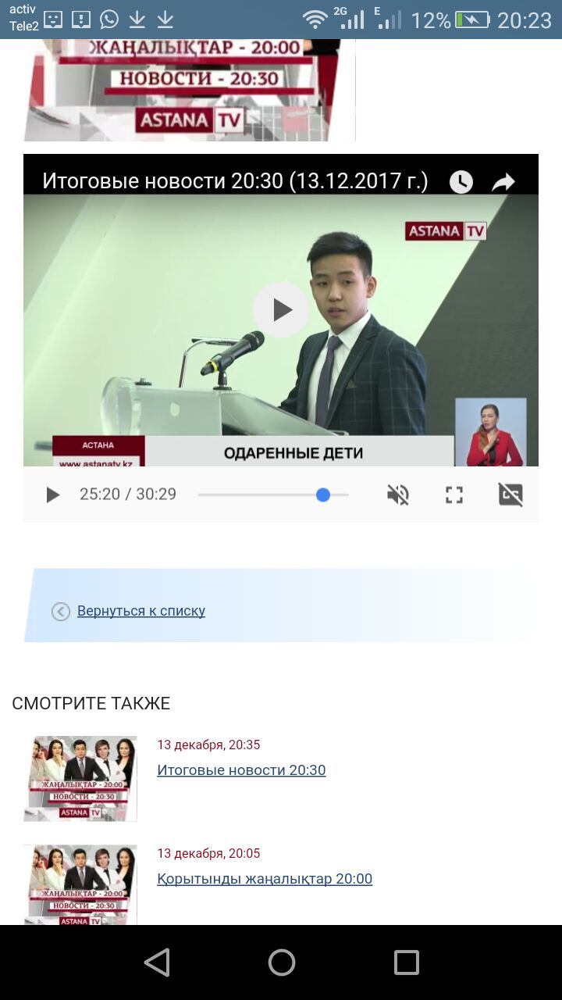 activ
Tele2
2G
E
12%
20:23
ЖАҢАЛЫҚТАР - 20:00
НОВОСТИ - 20:30
ASTANA TV
Итоговые новости 20:30 (13.12.2017 г.)
ASTANA TV
АСТАНА
ОДАРЕННЫЕ ДЕТИ
www.astanatv.kz
25:20 / 30:29
Вернуться к списку
СМОТРИТЕ ТАКЖЕ
13 декабря, 20:35
Итоговые новости 20:30
ЖАҢАЛЫҚТАР - 20:00
НОВОСТИ - 20:30
ASTANA TV
13 декабря, 20:05
Қорытынды жаңалықтар 20:00
ЖАҢАЛЫҚТАР - 20:00
НОВОСТИ - 20:30
ASTANA TV